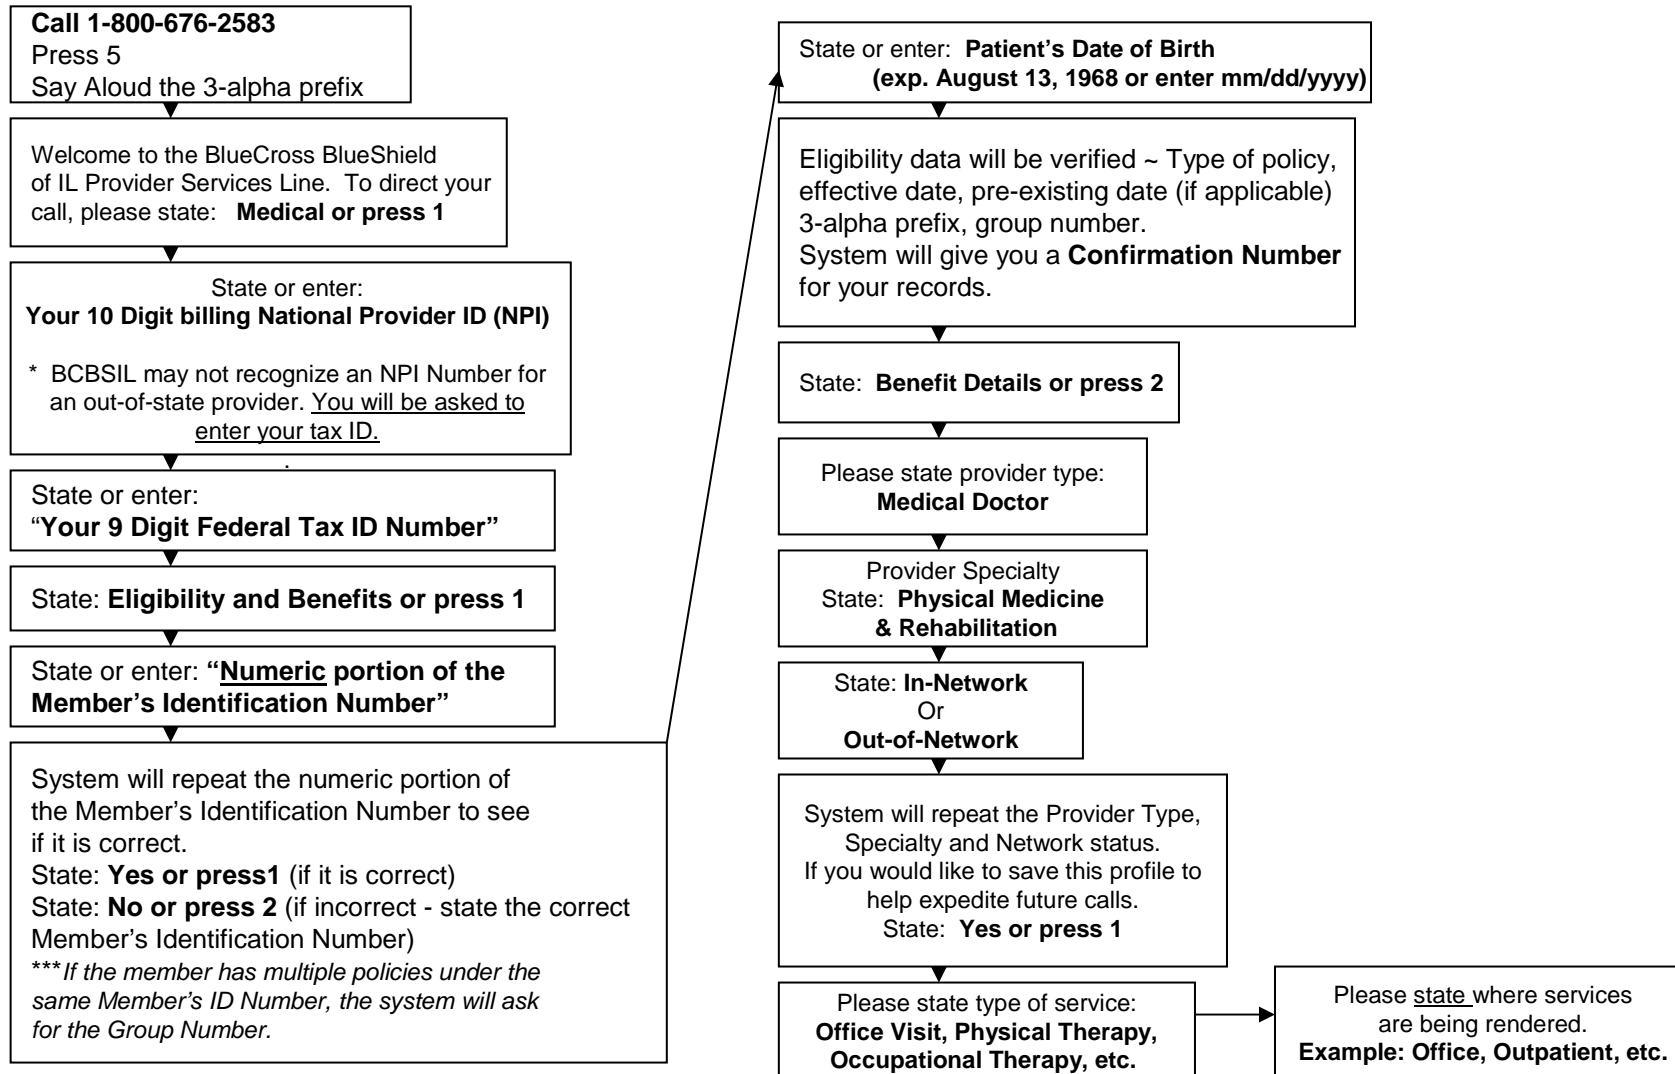 Call 1-800-676-2583
Press 5
Say Aloud the 3-alpha prefix
Welcome to the BlueCross BlueShield
of IL Provider Services Line. To direct your
call, please state: Medical or press 1
State or enter:
Your 10 Digit billing National Provider ID (NPI)
* BCBSIL may not recognize an NPI Number for
an out-of-state provider. You will be asked to
enter your tax ID.
.
State or enter:
“Your 9 Digit Federal Tax ID Number”
State: Eligibility and Benefits or press 1
State or enter: “Numeric portion of the
Member’s Identification Number”
System will repeat the numeric portion of
the Member’s Identification Number to see
if it is correct.
State: Yes or press1 (if it is correct)
State: No or press 2 (if incorrect - state the correct
Member’s Identification Number)
***If the member has multiple policies under the
same Member’s ID Number, the system will ask
for the Group Number.
State or enter: Patient’s Date of Birth
(exp. August 13, 1968 or enter mm/dd/yyyy)
Eligibility data will be verified ~ Type of policy,
effective date, pre-existing date (if applicable)
3-alpha prefix, group number.
System will give you a Confirmation Number
for your records.
State: Benefit Details or press 2
Please state provider type:
Medical Doctor
Provider Specialty
State: Physical Medicine
& Rehabilitation
State: In-Network
Or
Out-of-Network
System will repeat the Provider Type,
Specialty and Network status.
If you would like to save this profile to
help expedite future calls.
State: Yes or press 1
Please state type of service:
Office Visit, Physical Therapy,
Occupational Therapy, etc.
Please state where services
are being rendered.
Example: Office, Outpatient, etc.